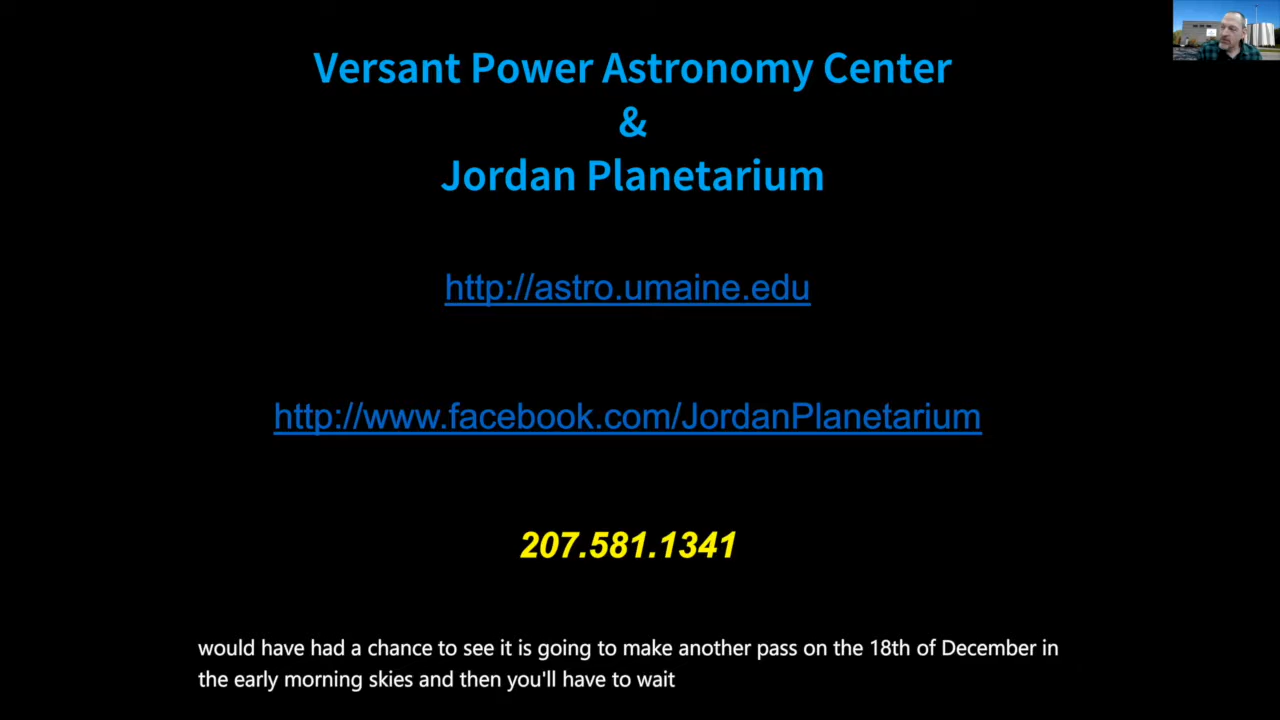 Versant Power Astronomy Center
&
Jordan Planetarium
http://astro.umaine.edu
http://www.facebook.com/JordanPlanetarium
207.581.1341
would have had a chance to see it is going to make another pass on the 18th of December in
the early morning skies and then you'll have to wait